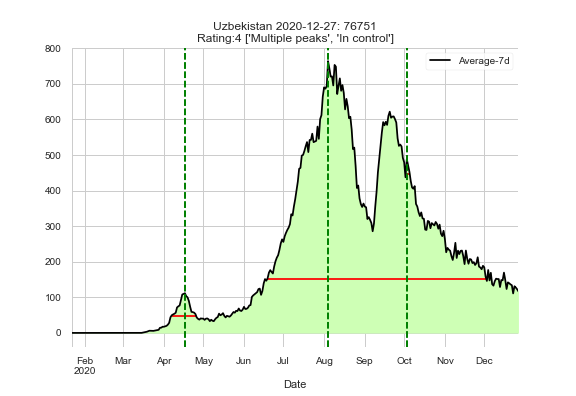 Uzbekistan 2020-12-27: 76751
Rating:4 ['Multiple peaks', 'In control']
Average-7d
800
700
600
500
400
300
200
100
0
Feb Mar Apr May Jun Jul Aug Sep Oct Nov Dec
2020
Date